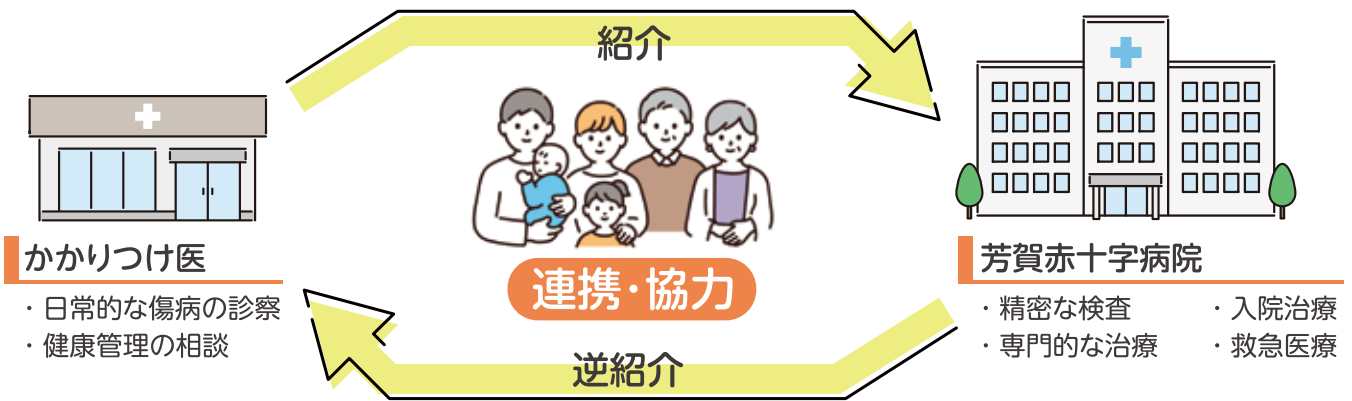 紹介
かかりつけ医
・日常的な傷病の診察
・健康管理の相談
連携・協力
芳賀赤十字病院
・精密な検査
・専門的な治療
・入院治療
・救急医療
逆紹介